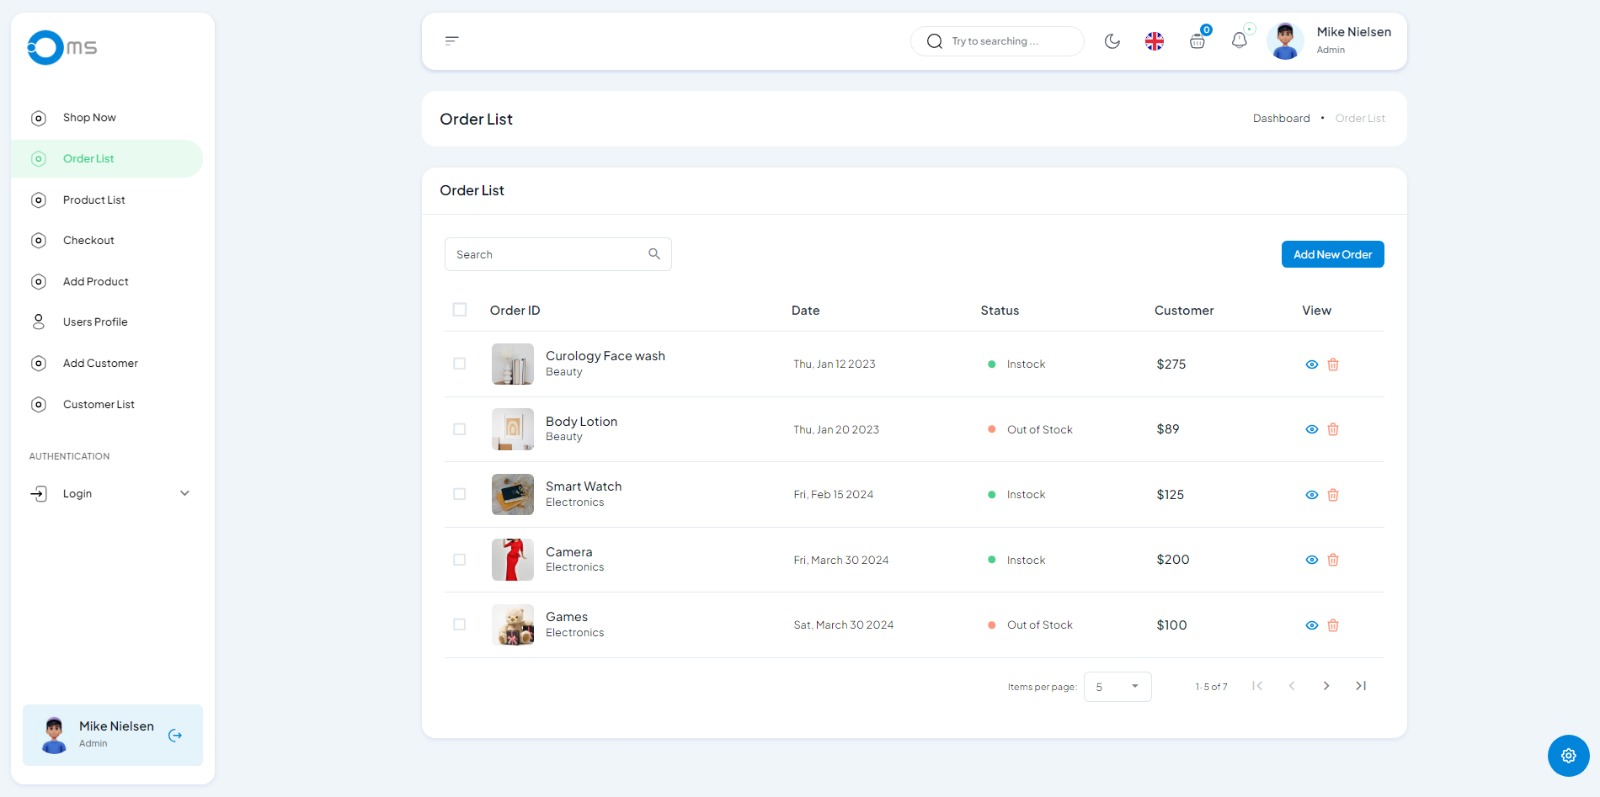 ms
Try to searching ...
0
Mike Nielsen
Admin
Shop Now
Order List
Product List
Checkout
Add Product
Users Profile
Add Customer
Customer List
AUTHENTICATION
Login
Mike Nielsen
Admin
Order List
Dashboard • Order List
Order List
Search
Add New Order
Order ID Date Status Customer View
Curology Face wash
Beauty
Thu, Jan 12 2023 Instock $275
Body Lotion
Beauty
Thu, Jan 20 2023 Out of Stock $89
Smart Watch
Electronics
Fri, Feb 15 2024 Instock $125
Camera
Electronics
Fri, March 30 2024 Instock $200
Games
Electronics
Sat, March 30 2024 Out of Stock $100
Items per page: 5 1-5 of 7